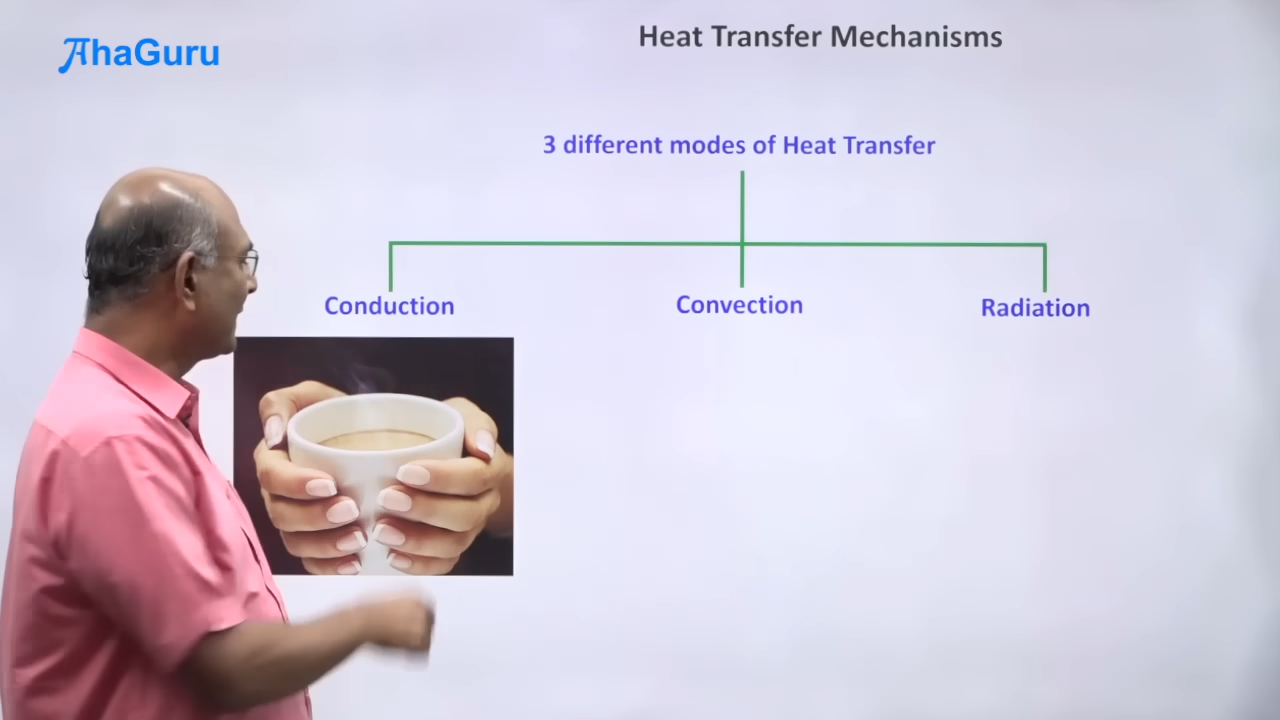 AhaGuru
Heat Transfer Mechanisms
3 different modes of Heat Transfer
Conduction
Convection
Radiation